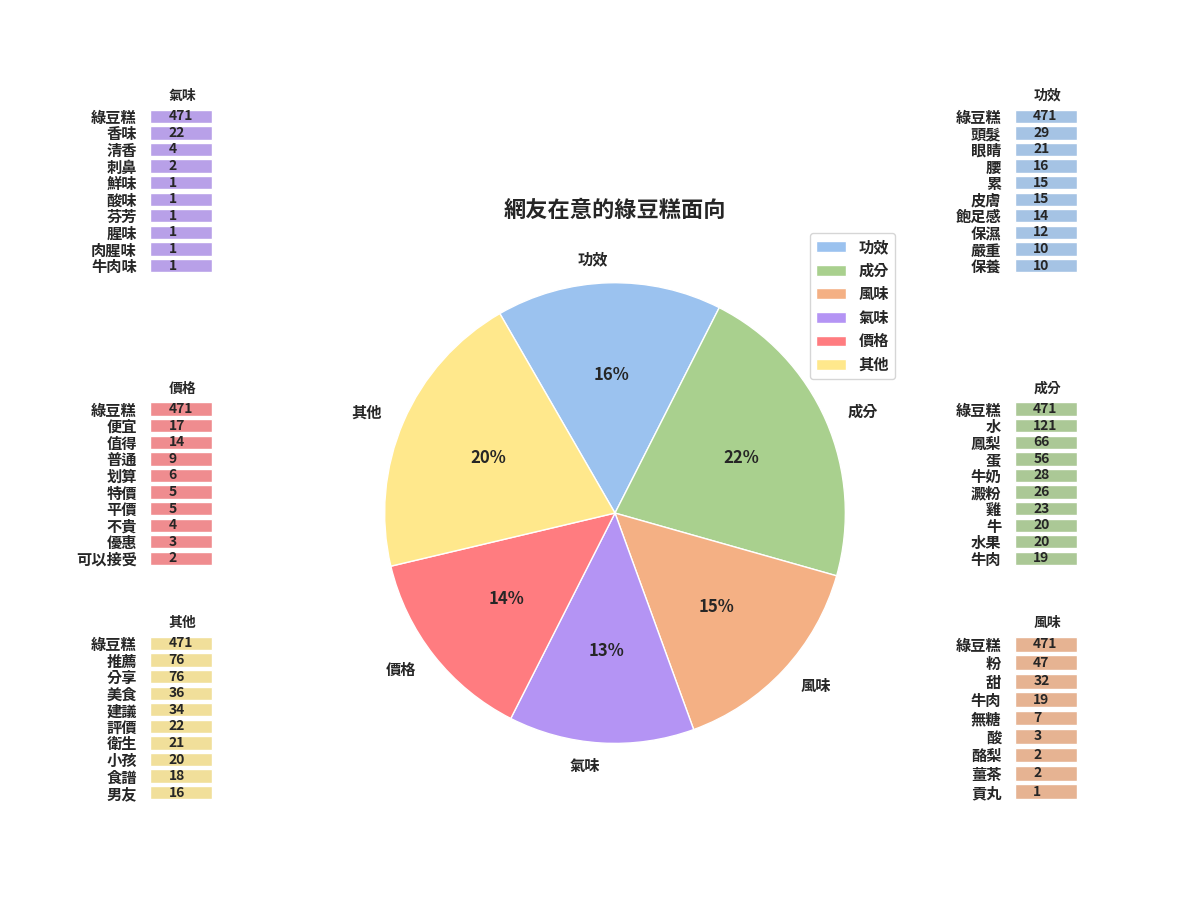 氣味
綠豆糕 471
香味 22
清香 4
刺鼻 2
鮮味 1
酸味 1
芬芳 1
腥味 1
肉腥味 1
牛肉味 1
功效
綠豆糕 471
頭髮 29
眼睛 21
腰 16
累 15
皮膚 15
飽足感 14
保濕 12
嚴重 10
保養 10
網友在意的綠豆糕面向
功效
成分
風味
氣味
價格
其他
功效
16%
成分
22%
其他
20%
風味
15%
價格
14%
氣味
13%
價格
綠豆糕 471
便宜 17
值得 14
普通 9
划算 6
特價 5
平價 5
不貴 4
優惠 3
可以接受 2
成分
綠豆糕 471
水 121
鳳梨 66
蛋 56
牛奶 28
澱粉 26
雞 23
牛 20
水果 20
牛肉 19
其他
綠豆糕 471
推薦 76
分享 76
美食 36
建議 34
評價 22
衛生 21
小孩 20
食譜 18
男友 16
風味
綠豆糕 471
粉 47
甜 32
牛肉 19
無糖 7
酸 3
酪梨 2
薑茶 2
貢丸 1